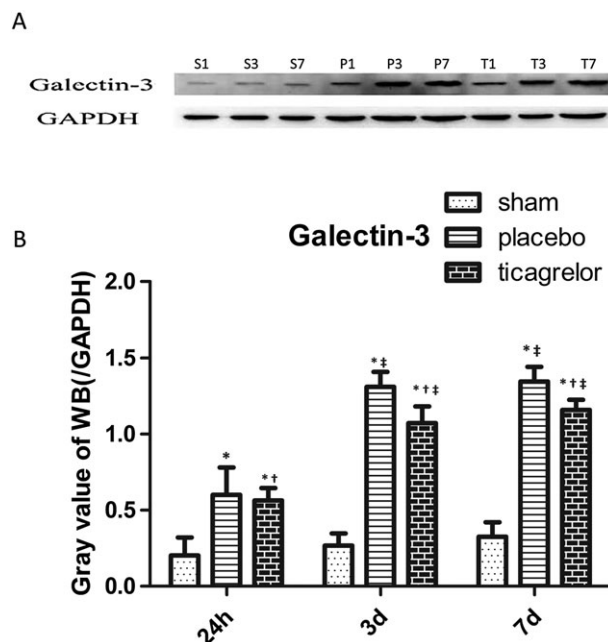 A
S1 S3 S7 P1 P3 P7 T1 T3 T7
Galectin-3
GAPDH
B
Galectin-3
sham
placebo
ticagrelor
Gray value of WB(/GAPDH)
2.0
1.5
1.0
0.5
0.0
*
*†
*‡
*†‡
*‡
*†‡
24h
3d
7d